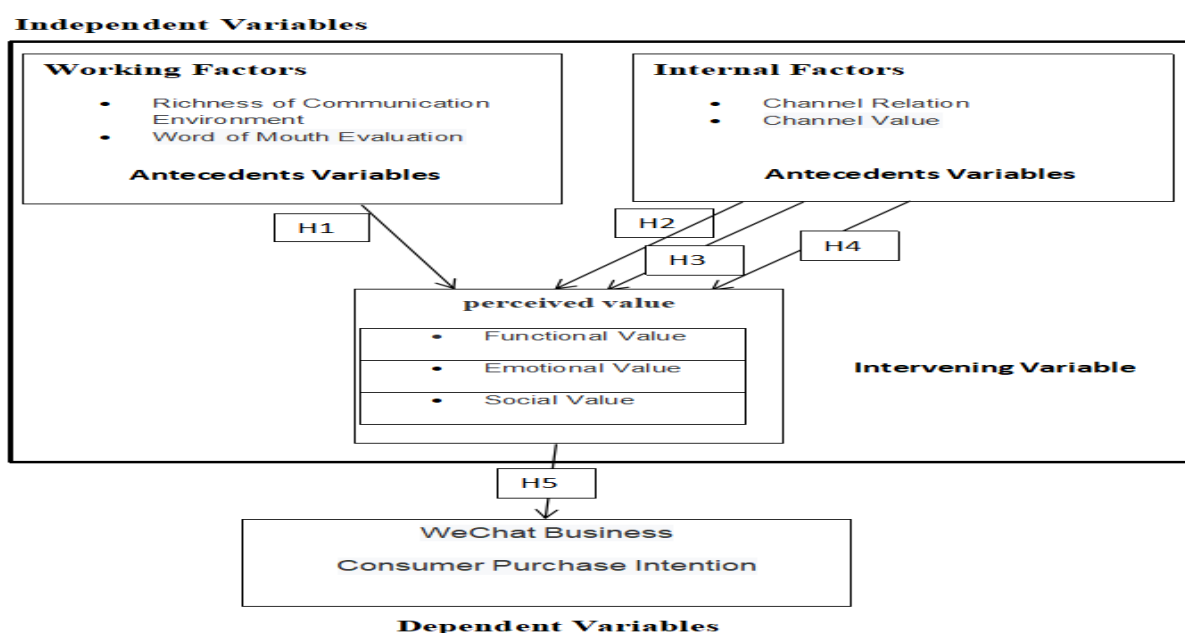 Independent Variables
Working Factors
• Richness of Communication
Environment
• Word of Mouth Evaluation
Antecedents Variables
Internal Factors
• Channel Relation
• Channel Value
Antecedents Variables
H1
H2
H3
H4
perceived value
• Functional Value
• Emotional Value
• Social Value
Intervening Variable
H5
WeChat Business
Consumer Purchase Intention
Dependent Variables